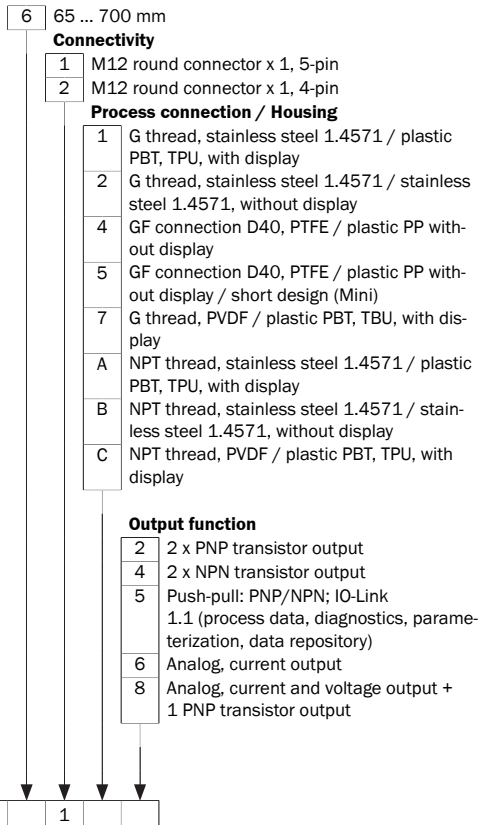 6 65 ... 700 mm
Connectivity
1 M12 round connector x 1, 5-pin
2 M12 round connector x 1, 4-pin
Process connection / Housing
1 G thread, stainless steel 1.4571 / plastic
PBT, TPU, with display
2 G thread, stainless steel 1.4571 / stainless
steel 1.4571, without display
4 GF connection D40, PTFE / plastic PP with-
out display
5 GF connection D40, PTFE / plastic PP with-
out display / short design (Mini)
7 G thread, PVDF / plastic PBT, TBU, with dis-
play
A NPT thread, stainless steel 1.4571 / plastic
PBT, TPU, with display
B NPT thread, stainless steel 1.4571 / stain-
less steel 1.4571, without display
C NPT thread, PVDF / plastic PBT, TPU, with
display
Output function
2 2 x PNP transistor output
4 2 x NPN transistor output
5 Push-pull: PNP/NPN; IO-Link
1.1 (process data, diagnostics, parame-
terization, data repository)
6 Analog, current output
8 Analog, current and voltage output +
1 PNP transistor output
1